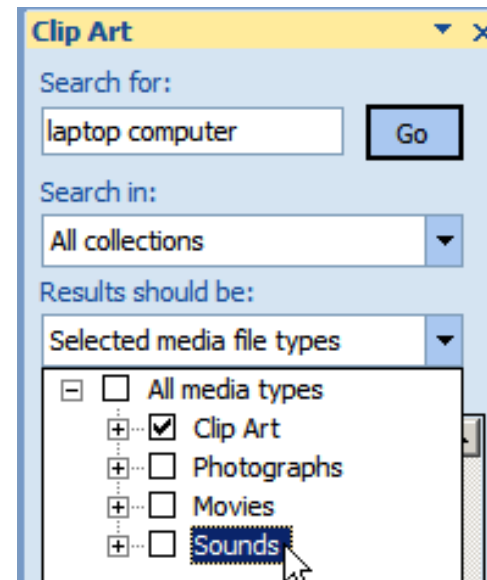 Clip Art
Search for:
laptop computer Go
Search in:
All collections
Results should be:
Selected media file types
All media types
Clip Art
Photographs
Movies
Sounds